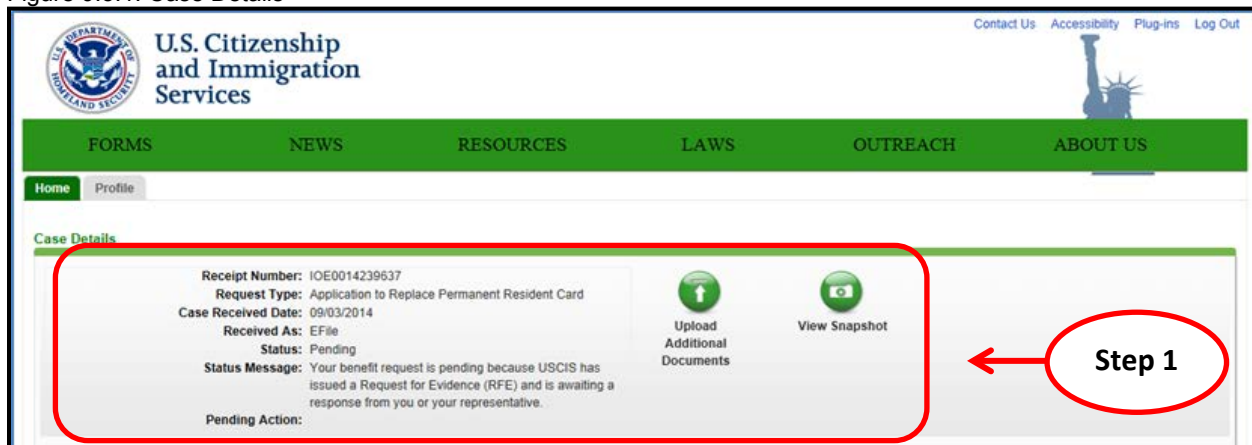 Contact Us Accessibility Plug-ins Log Out
U.S. DEPARTMENT OF HOMELAND SECURITY
U.S. Citizenship
and Immigration
Services
FORMS NEWS RESOURCES LAWS OUTREACH ABOUT US
Home Profile
Case Details
Receipt Number: IOE0014239637
Request Type: Application to Replace Permanent Resident Card
Case Received Date: 09/03/2014
Received As: EFile
Status: Pending
Status Message: Your benefit request is pending because USCIS has
issued a Request for Evidence (RFE) and is awaiting a
response from you or your representative.
Pending Action:
Upload
Additional
Documents
View Snapshot
Step 1